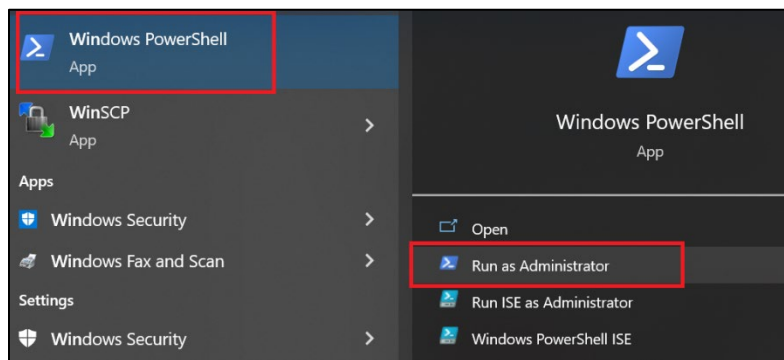 Windows PowerShell
App
WinSCP
App
Apps
Windows Security
Windows Fax and Scan
Settings
Windows Security
Windows PowerShell
App
Open
Run as Administrator
Run ISE as Administrator
Windows PowerShell ISE